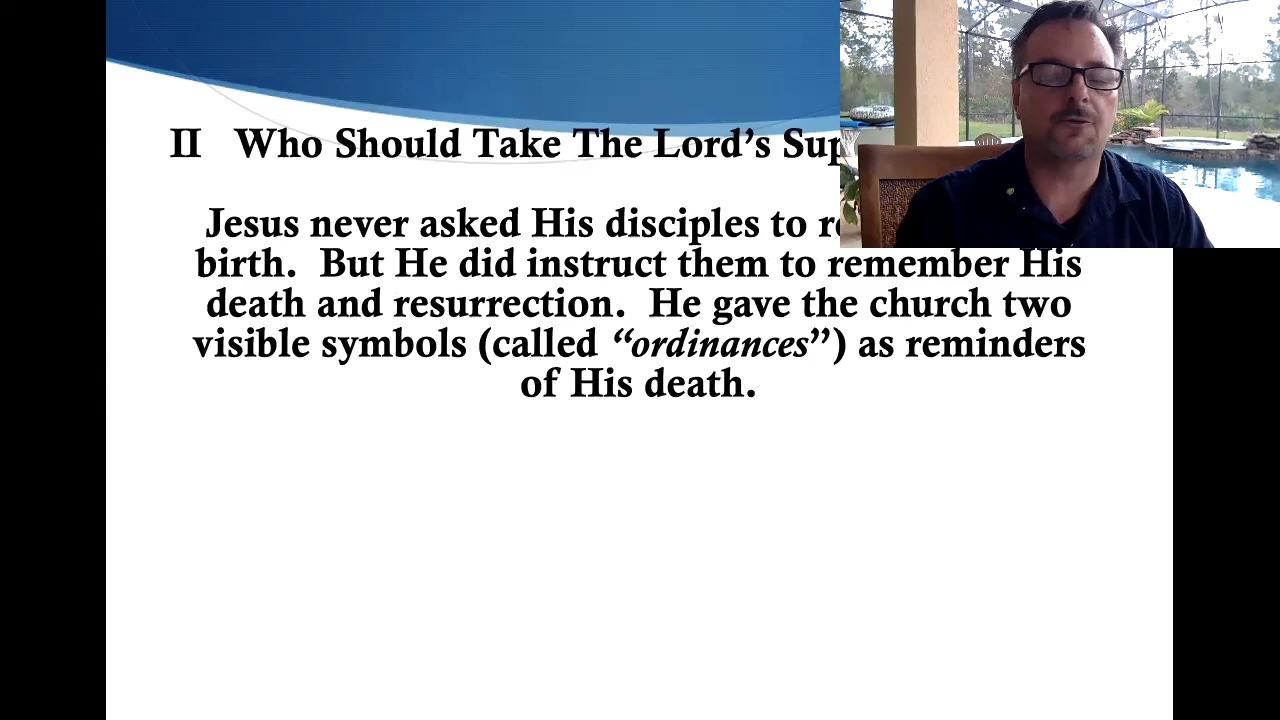 II Who Should Take The Lord's
Jesus never asked His disciples to
birth. But He did instruct them to remember His
death and resurrection. He gave the church two
visible symbols (called “ordinances”) as reminders
of His death.